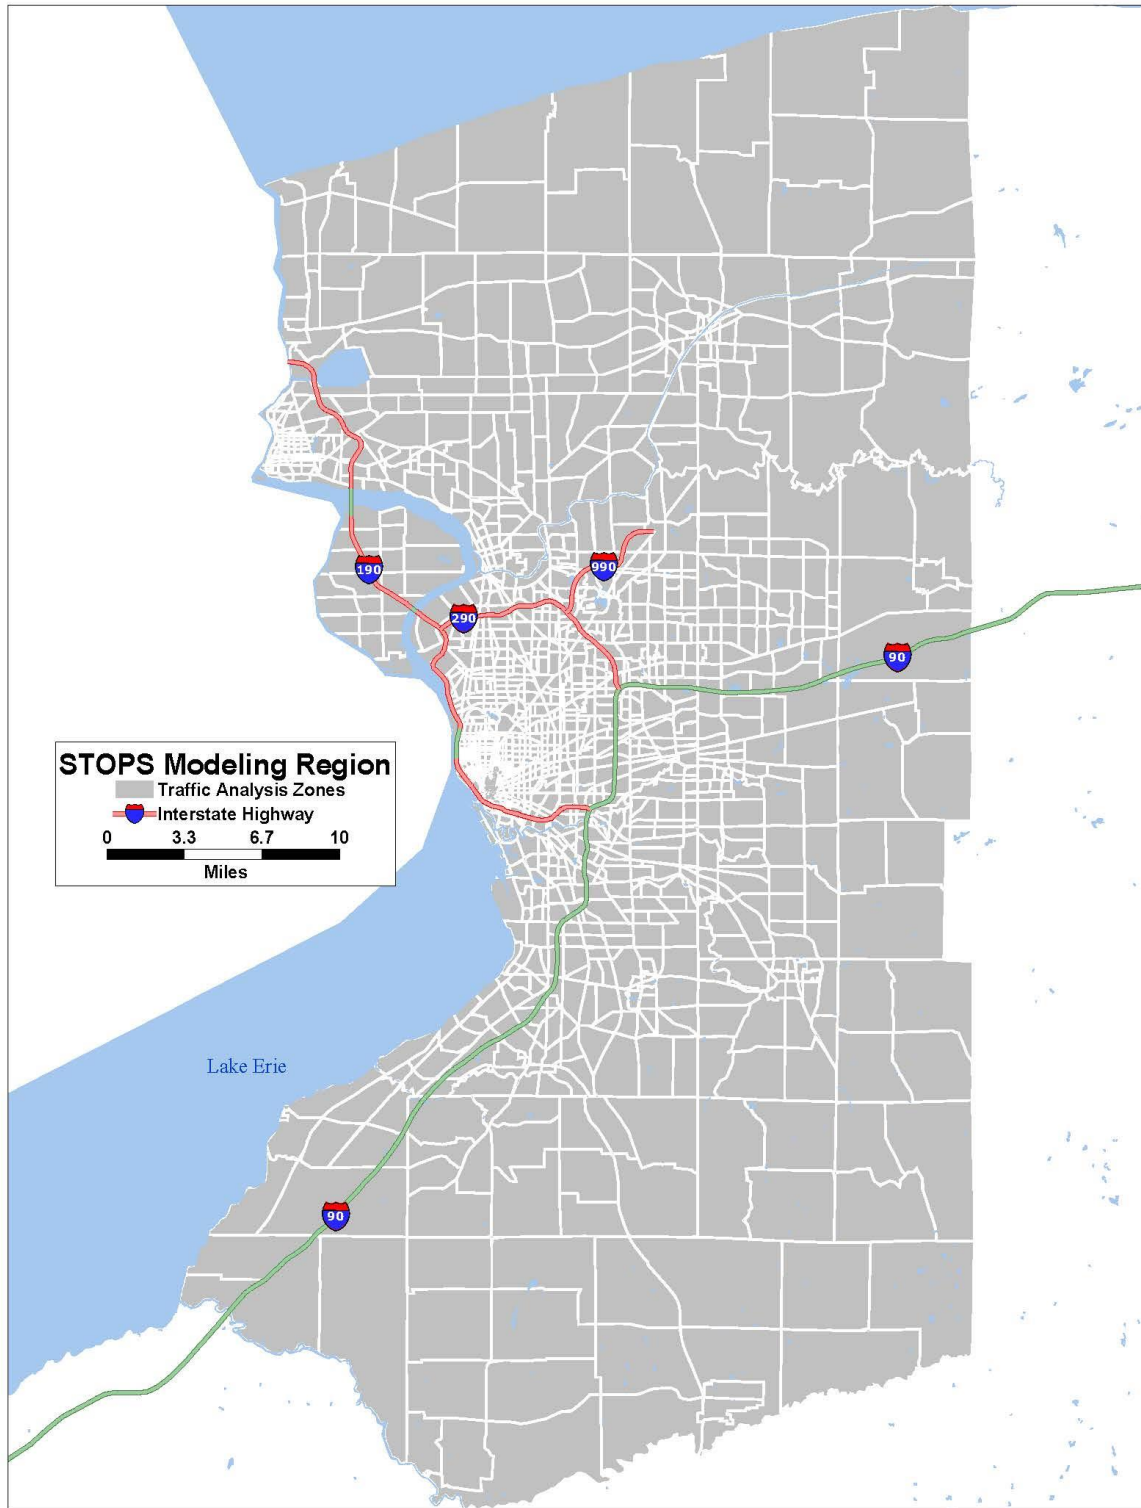 990
190
290
90
STOPS Modeling Region
Traffic Analysis Zones
Interstate Highway
0 3.3 6.7 10
Miles
Lake Erie
90